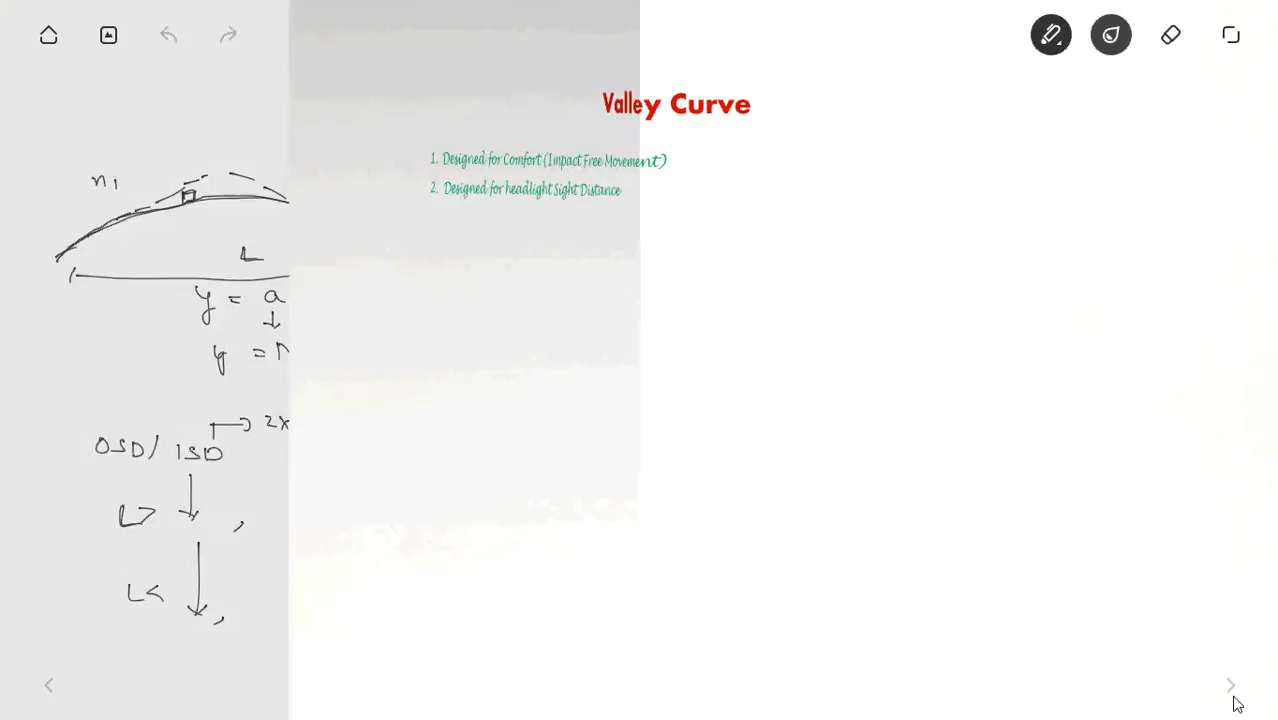 Valley Curve
1. Designed for Comfort (Impact Free Movement)
2. Designed for headlight Sight Distance
n1
L
y = a
y =
2x
OSD/ ISD
L> ,
L< ,